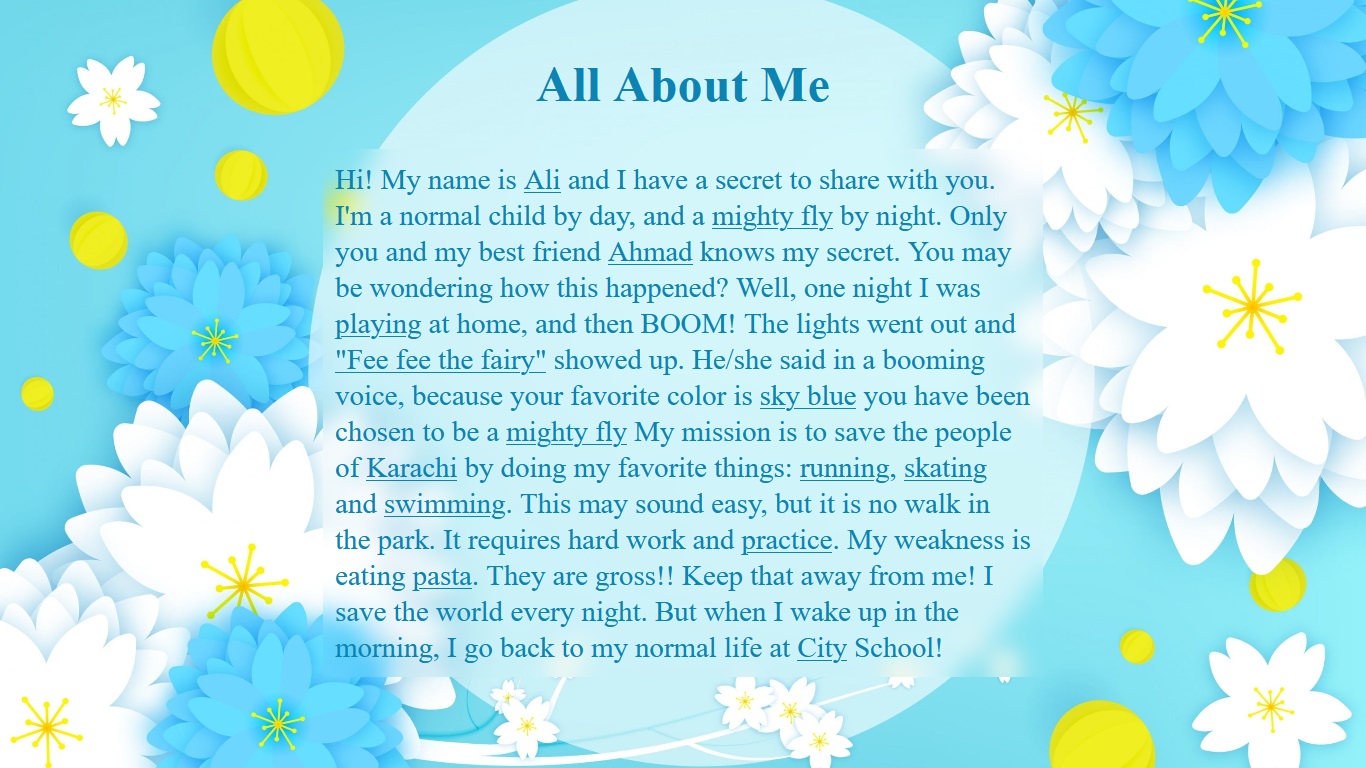 All About Me
Hi! My name is Ali and I have a secret to share with you.
I'm a normal child by day, and a mighty fly by night. Only
you and my best friend Ahmad knows my secret. You may
be wondering how this happened? Well, one night I was
playing at home, and then BOOM! The lights went out and
"Fee fee the fairy" showed up. He/she said in a booming
voice, because your favorite color is sky blue you have been
chosen to be a mighty fly My mission is to save the people
of Karachi by doing my favorite things: running, skating
and swimming. This may sound easy, but it is no walk in
the park. It requires hard work and practice. My weakness is
eating pasta. They are gross!! Keep that away from me! I
save the world every night. But when I wake up in the
morning, I go back to my normal life at City School!